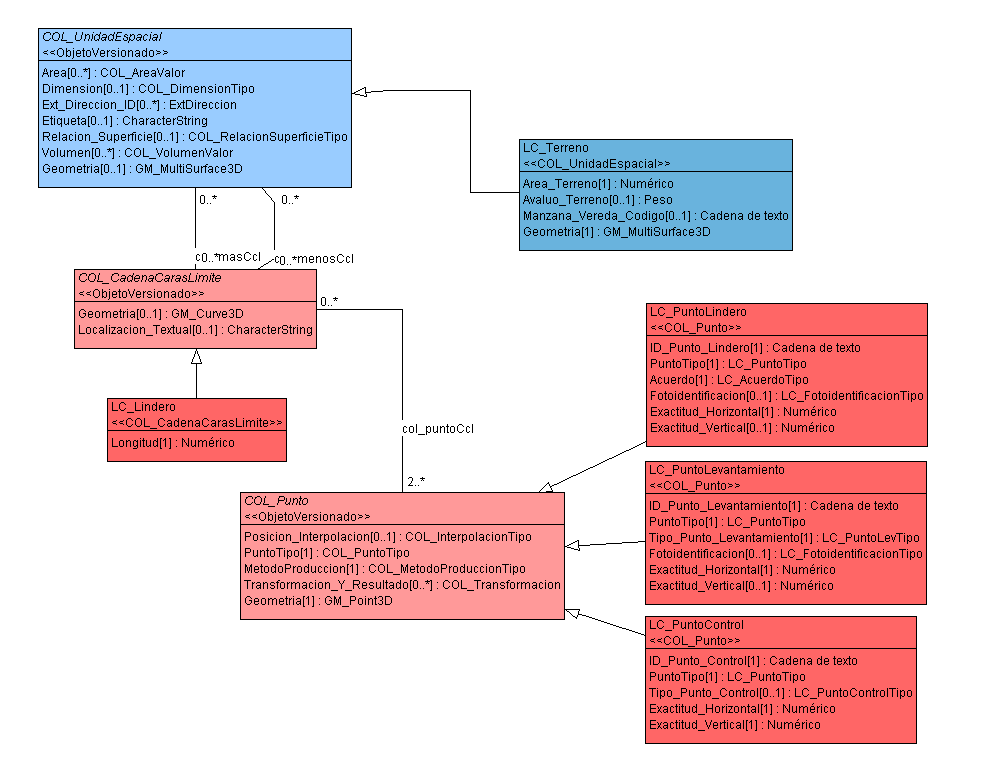 COL_UnidadEspacial
<<ObjetoVersionado>>
Area[0..*] : COL_AreaValor
Dimension[0..1] : COL_DimensionTipo
Ext_Direccion_ID[0..*] : ExtDireccion
Etiqueta[0..1] : CharacterString
Relacion_Superficie[0..1] : COL_RelacionSuperficieTipo
Volumen[0..*] : COL_VolumenValor
Geometria[0..1] : GM_MultiSurface3D
LC_Terreno
<<COL_UnidadEspacial>>
Area_Terreno[1] : Numérico
Avaluo_Terreno[0..1] : Peso
Manzana_Vereda_Codigo[0..1] : Cadena de texto
Geometria[1] : GM_MultiSurface3D
0..*
0..*
c0..*masCcl
c0..*menosCcl
COL_CadenaCarasLimite
<<ObjetoVersionado>>
Geometria[0..1] : GM_Curve3D
Localizacion_Textual[0..1] : CharacterString
0..*
LC_Lindero
<<COL_CadenaCarasLimite>>
Longitud[1] : Numérico
col_puntoCcl
2..*
COL_Punto
<<ObjetoVersionado>>
Posicion_Interpolacion[0..1] : COL_InterpolacionTipo
PuntoTipo[1] : COL_PuntoTipo
MetodoProduccion[1] : COL_MetodoProduccionTipo
Transformacion_Y_Resultado[0..*] : COL_Transformacion
Geometria[1] : GM_Point3D
LC_PuntoLindero
<<COL_Punto>>
ID_Punto_Lindero[1] : Cadena de texto
PuntoTipo[1] : LC_PuntoTipo
Acuerdo[1] : LC_AcuerdoTipo
Fotoidentificacion[0..1] : LC_FotoidentificacionTipo
Exactitud_Horizontal[1] : Numérico
Exactitud_Vertical[0..1] : Numérico
LC_PuntoLevantamiento
<<COL_Punto>>
ID_Punto_Levantamiento[1] : Cadena de texto
PuntoTipo[1] : LC_PuntoTipo
Tipo_Punto_Levantamiento[1] : LC_PuntoLevTipo
Fotoidentificacion[0..1] : LC_FotoidentificacionTipo
Exactitud_Horizontal[1] : Numérico
Exactitud_Vertical[0..1] : Numérico
LC_PuntoControl
<<COL_Punto>>
ID_Punto_Control[1] : Cadena de texto
PuntoTipo[1] : LC_PuntoTipo
Tipo_Punto_Control[0..1] : LC_PuntoControlTipo
Exactitud_Horizontal[1] : Numérico
Exactitud_Vertical[1] : Numérico